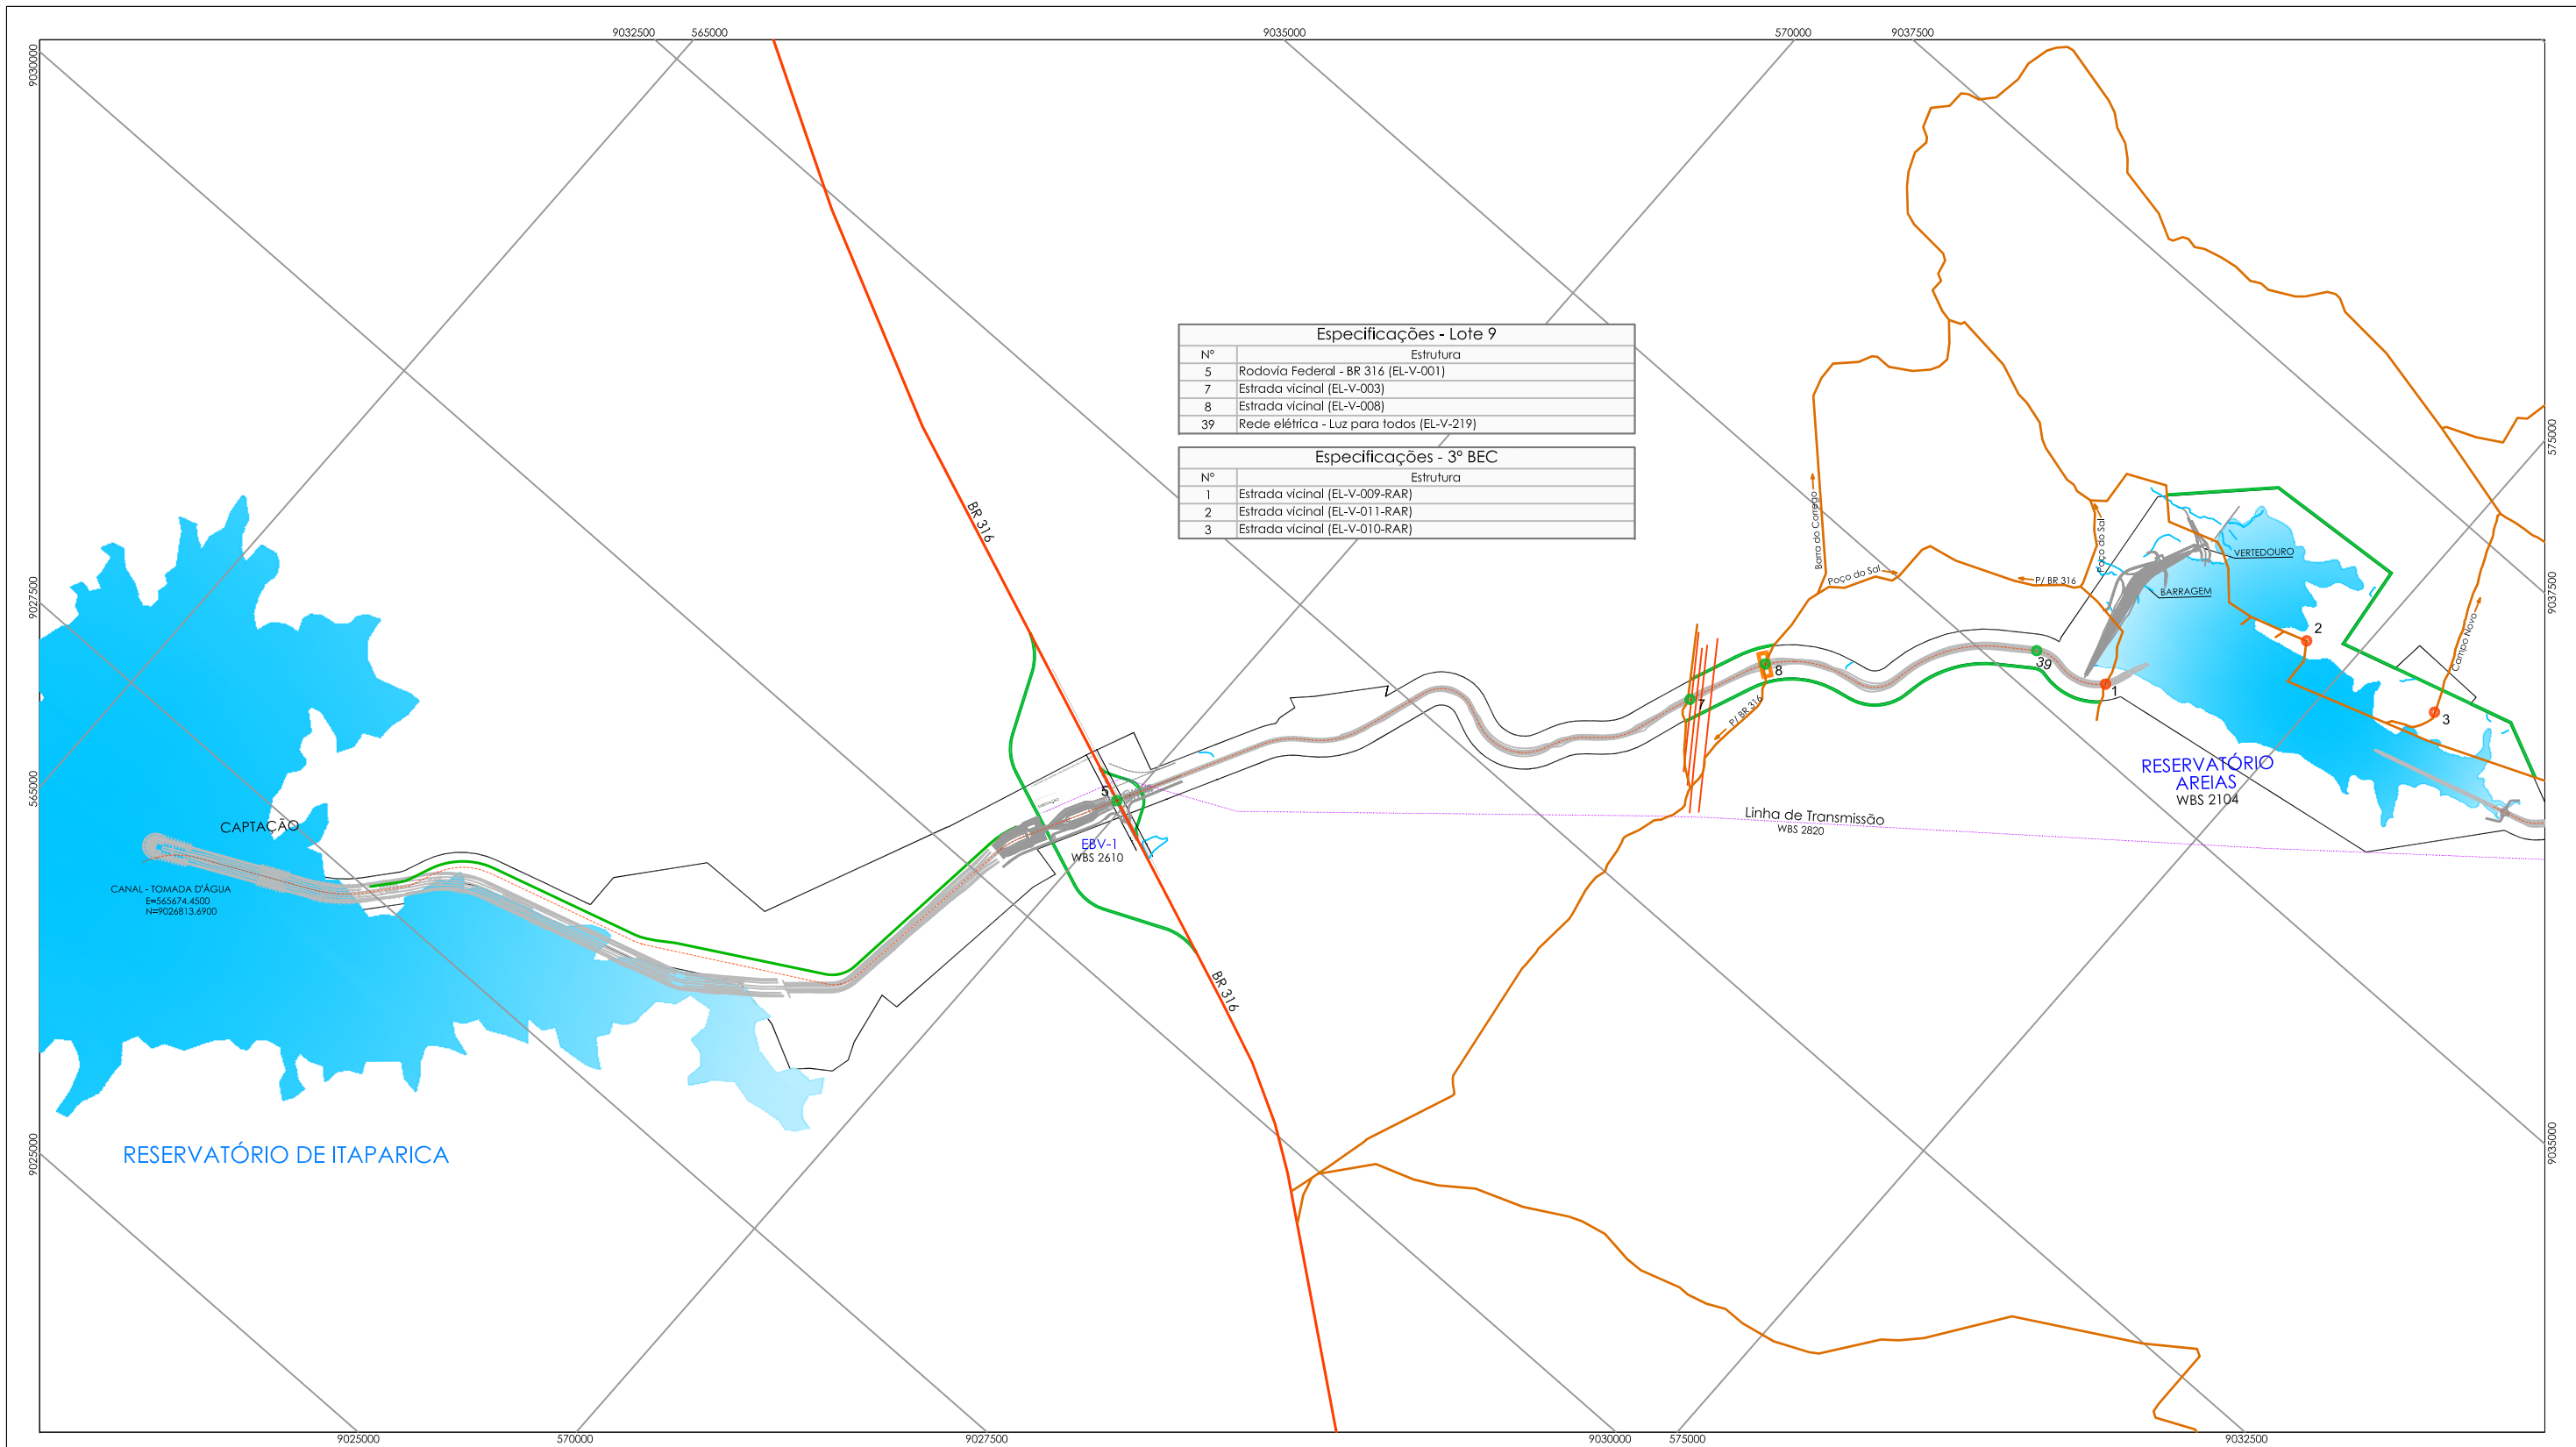 9032500
565000
9035000
570000
9037500
9030000
Especificações - Lote 9
Nº Estrutura
5 Rodovia Federal - BR 316 (EL-V-001)
7 Estrada vicinal (EL-V-003)
8 Estrada vicinal (EL-V-008)
39 Rede elétrica - Luz para todos (EL-V-219)
Especificações - 3º BEC
Nº Estrutura
1 Estrada vicinal (EL-V-009-RAR)
2 Estrada vicinal (EL-V-011-RAR)
3 Estrada vicinal (EL-V-010-RAR)
575000
BR 316
Barra do Correço
Poço do Sal
Poço do Sal
P/ BR 316
VERTEDOURO
BARRAGEM
9027500
9037500
2
Campo Novo
39
8
1
7
P/ BR 316
3
565000
RESERVATÓRIO
AREIAS
WBS 2104
5
Linha de Transmissão
WBS 2820
CAPTAÇÃO
EBV-1
WBS 2610
CANAL - TOMADA D'ÁGUA
E=565674.4500
N=9026813.6900
BR 316
RESERVATÓRIO DE ITAPARICA
9025000
9035000
9025000
570000
9027500
9030000
575000
9032500